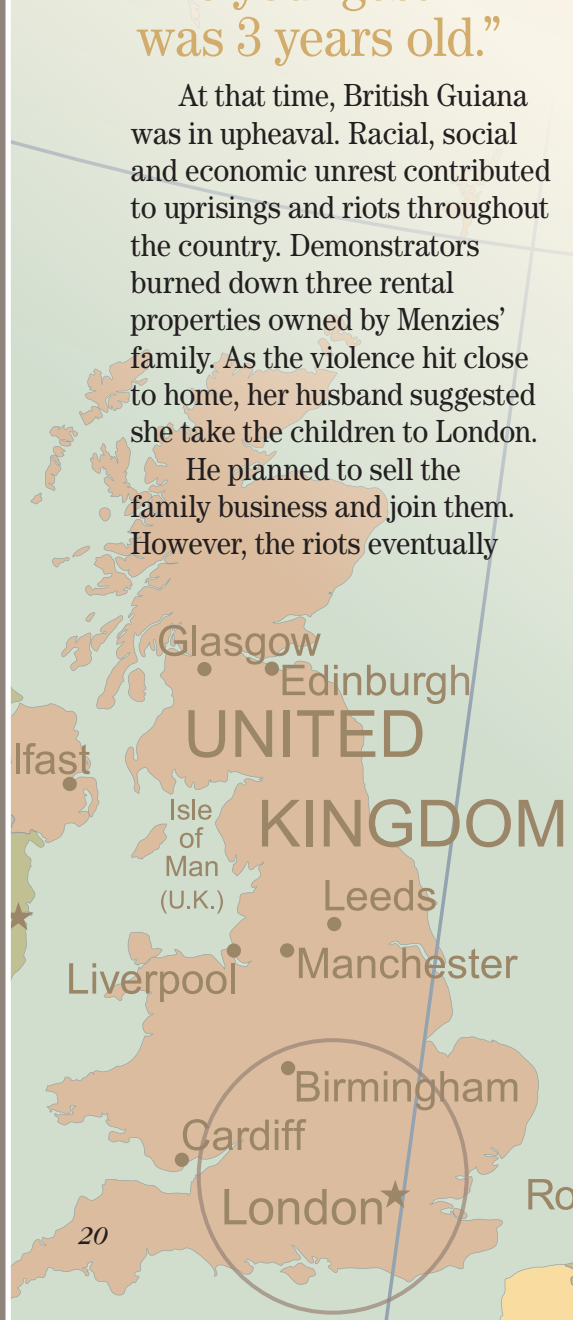 was 3 years old.”
At that time, British Guiana
was in upheaval. Racial, social
and economic unrest contributed
to uprisings and riots throughout
the country. Demonstrators
burned down three rental
properties owned by Menzies’
family. As the violence hit close
to home, her husband suggested
she take the children to London.
He planned to sell the
family business and join them.
However, the riots eventually
Glasgow
Edinburgh
UNITED
lfast
KINGDOM
Isle
of
Man
(U.K.)
Leeds
Liverpool
Manchester
Birmingham
Cardiff
London
Ro
20